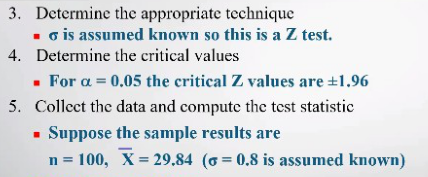 3. Determine the appropriate technique
▪ σ is assumed known so this is a Z test.
4. Determine the critical values
▪ For α = 0.05 the critical Z values are ±1.96
5. Collect the data and compute the test statistic
▪ Suppose the sample results are
n = 100, X̅ = 29.84 (σ = 0.8 is assumed known)